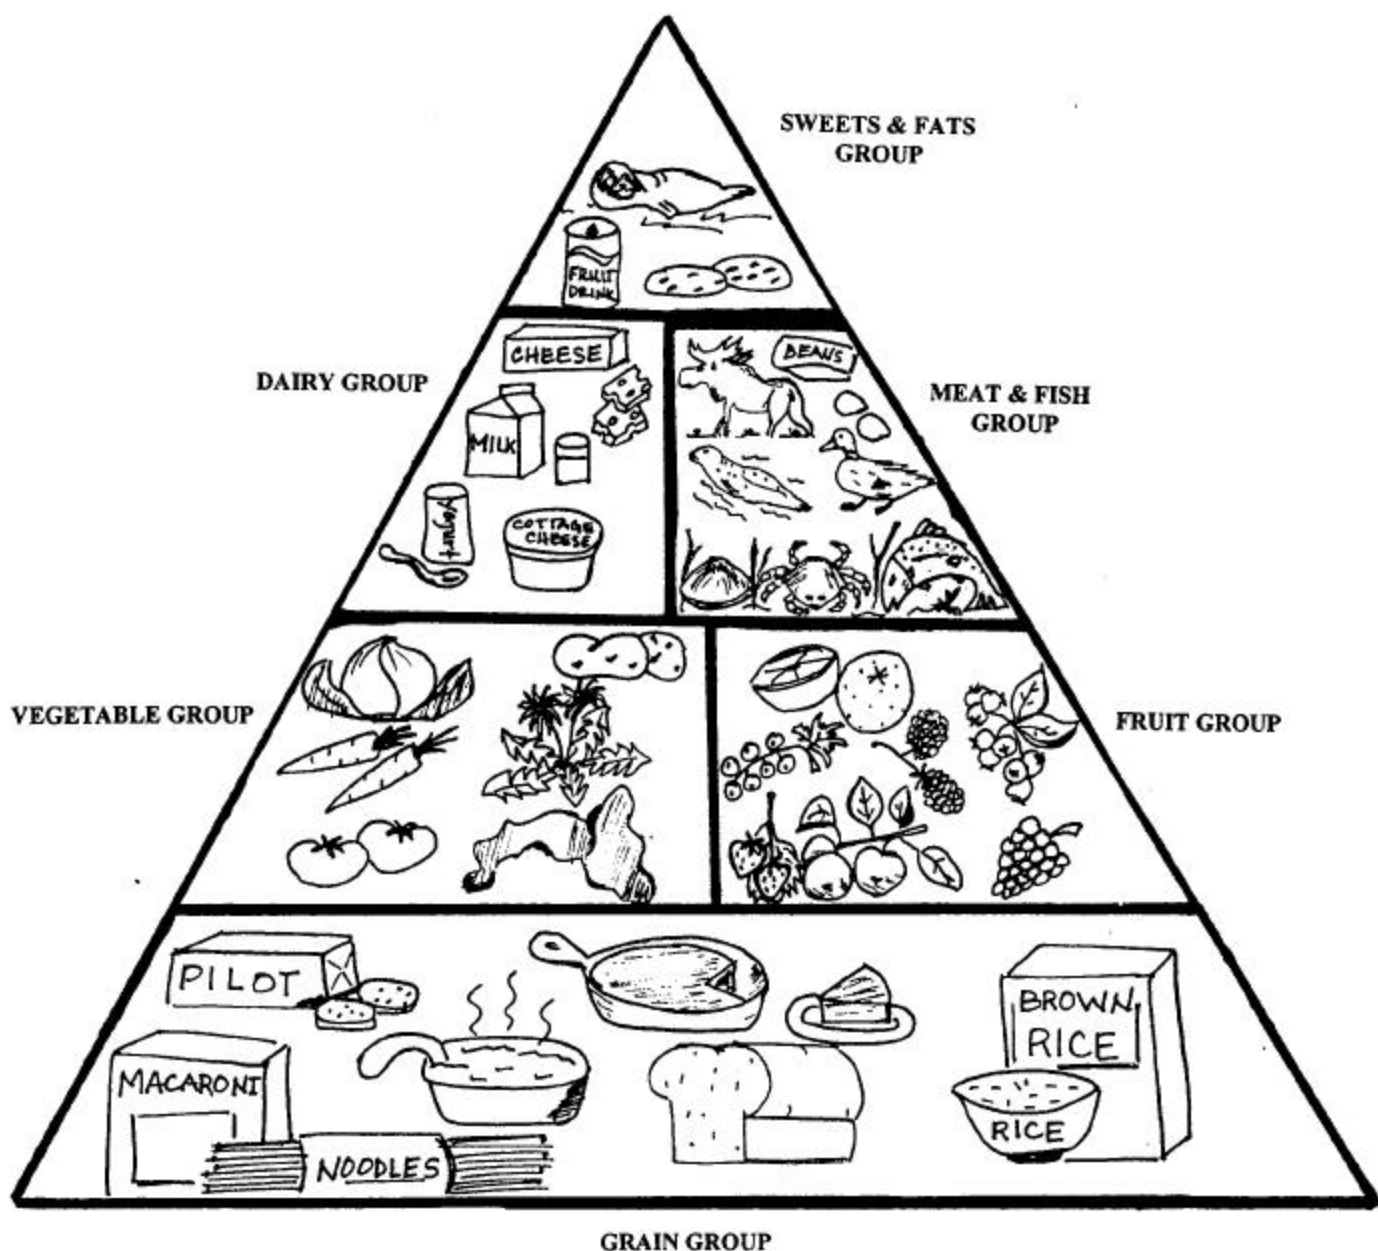 SWEETS & FATS
GROUP
FRUIT
DRINK
CHEESE
BEANS
DAIRY GROUP
MEAT & FISH
GROUP
MILK
Yogurt
COTTAGE
CHEESE
VEGETABLE GROUP
FRUIT GROUP
PILOT
BROWN
RICE
MACARONI
RICE
NOODLES
GRAIN GROUP